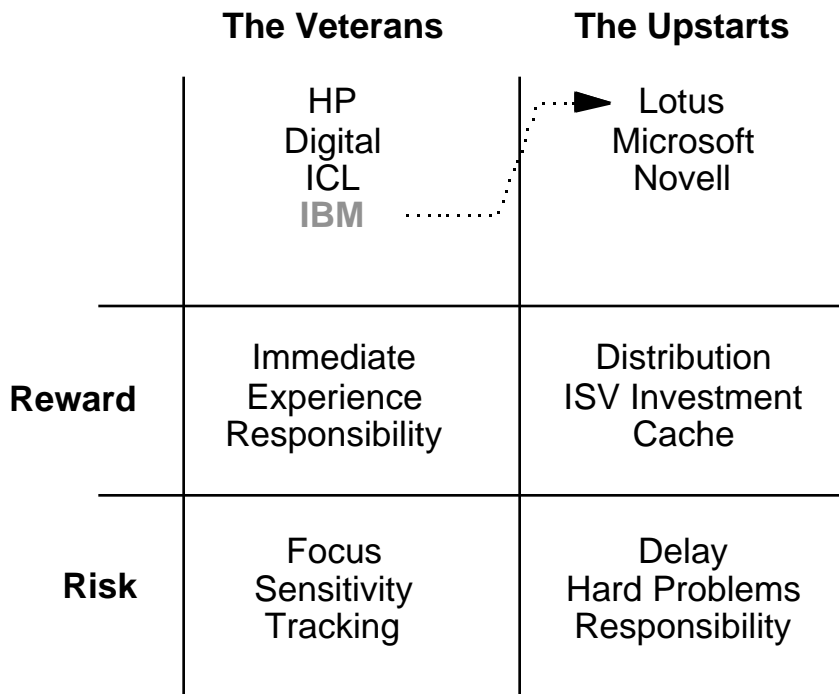 The Veterans The Upstarts
HP Lotus
Digital Microsoft
ICL Novell
IBM
Immediate Distribution
Reward Experience ISV Investment
Responsibility Cache
Focus Delay
Risk Sensitivity Hard Problems
Tracking Responsibility